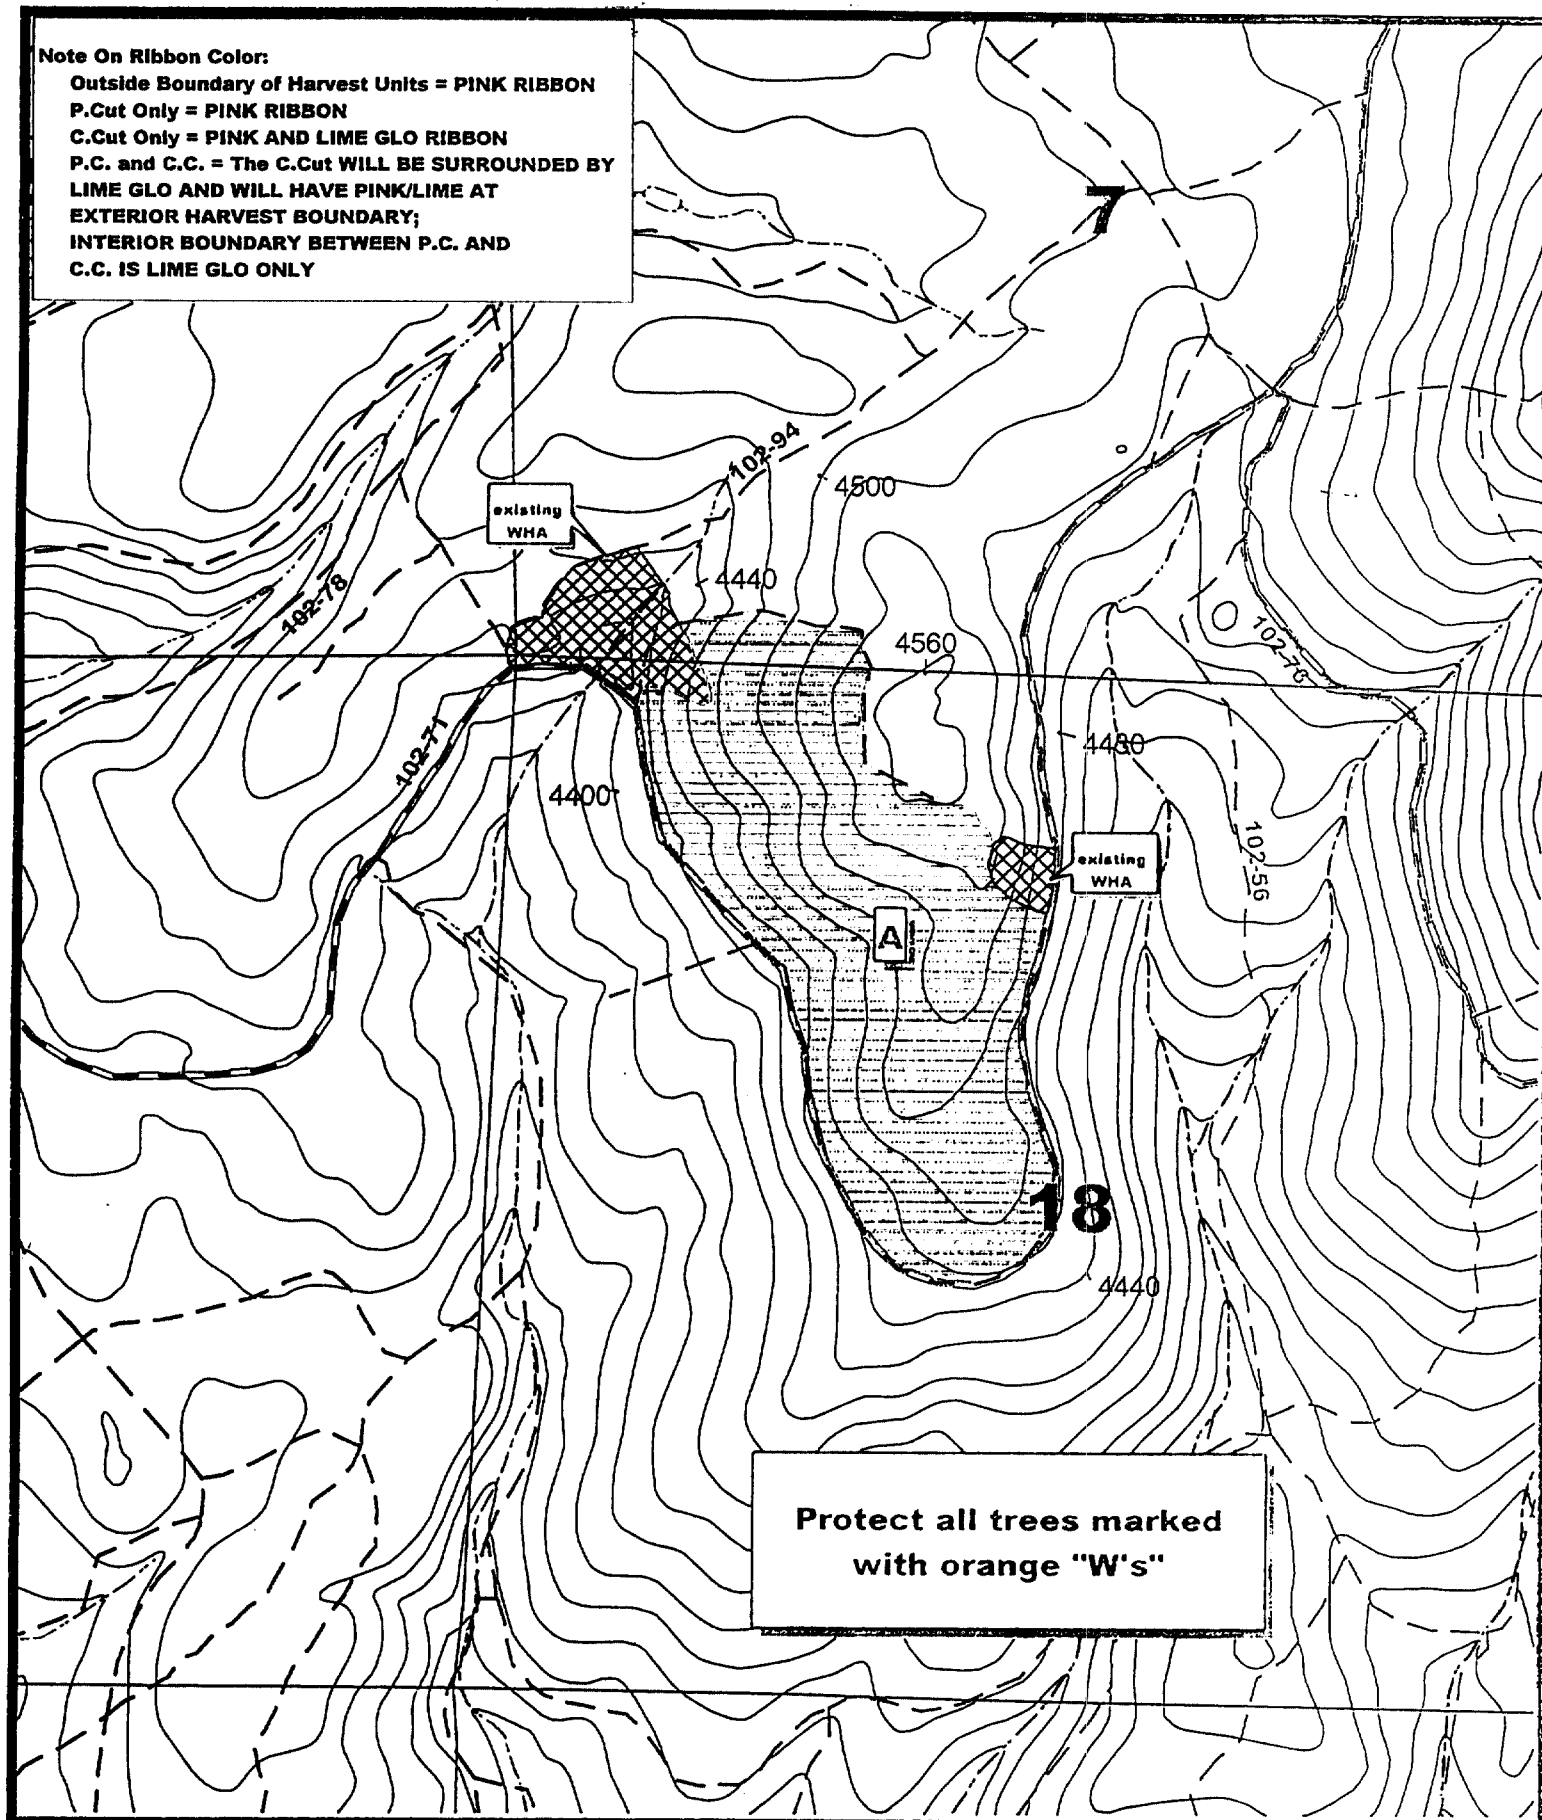 Note On Ribbon Color:
Outside Boundary of Harvest Units = PINK RIBBON
P.Cut Only = PINK RIBBON
C.Cut Only = PINK AND LIME GLO RIBBON
P.C. and C.C. = The C.Cut WILL BE SURROUNDED BY
LIME GLO AND WILL HAVE PINK/LIME AT
EXTERIOR HARVEST BOUNDARY;
INTERIOR BOUNDARY BETWEEN P.C. AND
C.C. IS LIME GLO ONLY
7
102-94
4500
existing
WHA
4440
102-78
4560
102-78
102-71
4480
4400
102-56
existing
WHA
A
18
4440
Protect all trees marked
with orange "W's"